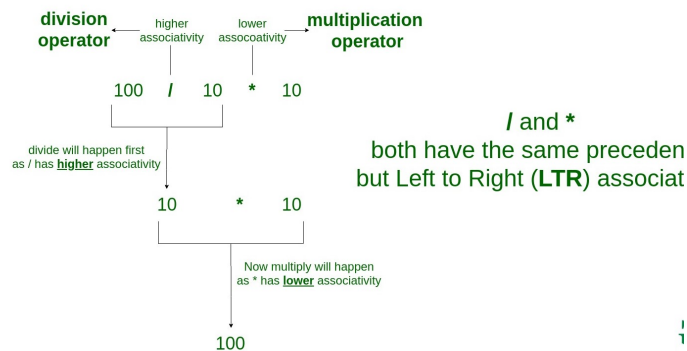 division
operator
higher
associativity
lower
assocoativity
multiplication
operator
100 / 10 * 10
divide will happen first
as / has higher associativity
10 * 10
Now multiply will happen
as * has lower associativity
100
/ and *
both have the same preceden
but Left to Right (LTR) associat